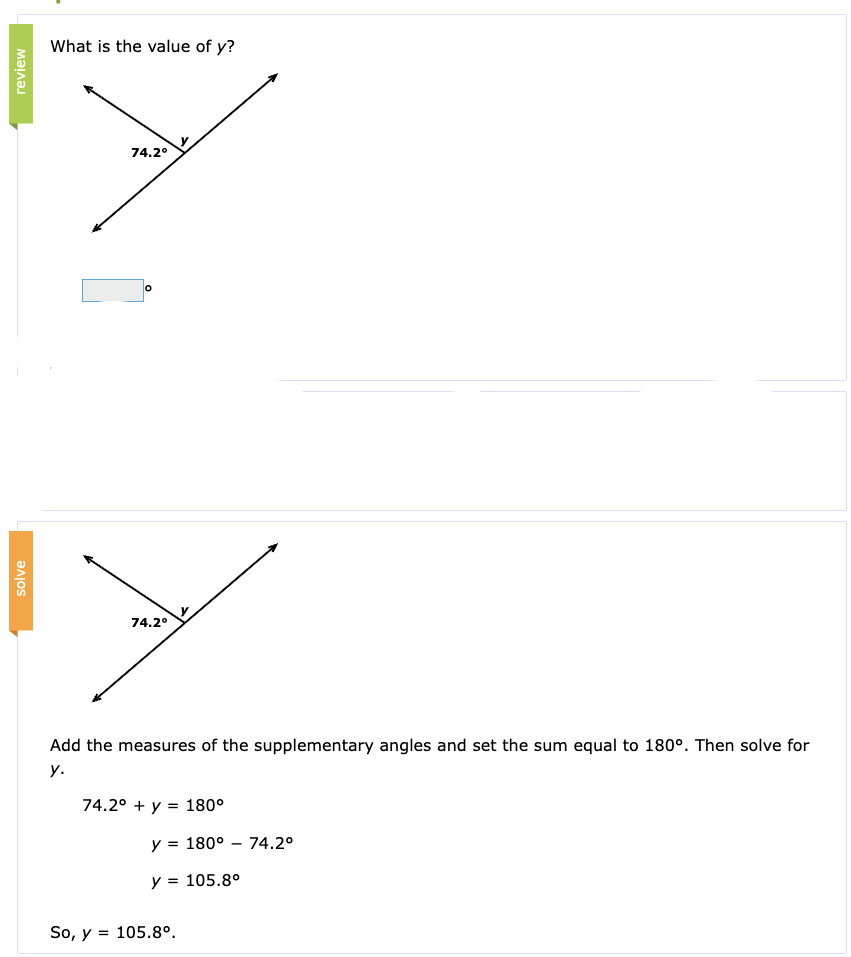 review
What is the value of y?
y
74.2°
°
solve
y
74.2°
Add the measures of the supplementary angles and set the sum equal to 180°. Then solve for
y.
74.2° + y = 180°
y = 180° − 74.2°
y = 105.8°
So, y = 105.8°.